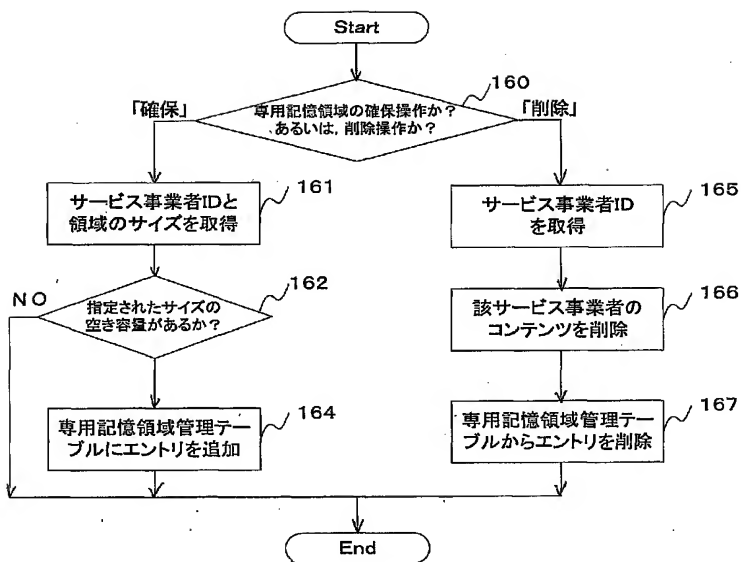 Start
160
専用記憶領域の確保操作か?
あるいは、削除操作か?
「確保」
「削除」
161
サービス事業者IDと
領域のサイズを取得
165
サービス事業者ID
を取得
162
NO
指定されたサイズの
空き容量があるか?
166
該サービス事業者の
コンテンツを削除
164
専用記憶領域管理テー
ブルにエントリを追加
167
専用記憶領域管理テー
ブルからエントリを削除
End